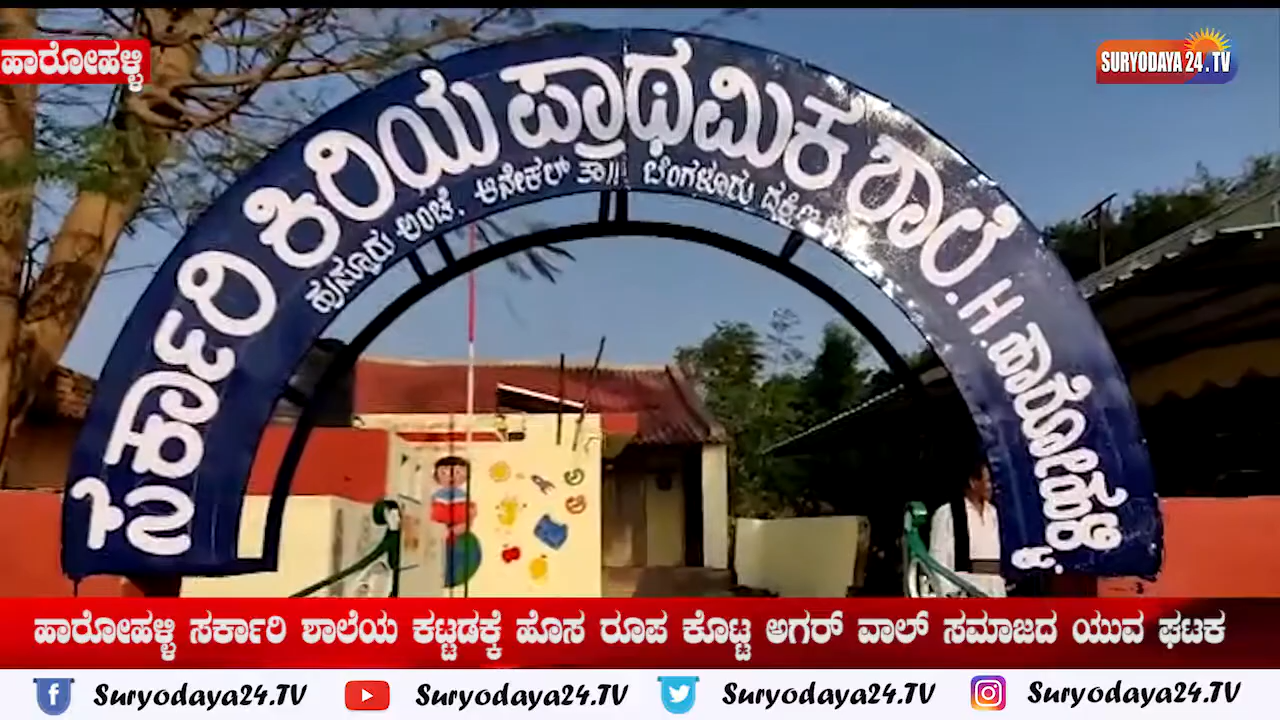 ಹಾರೋಹಳ್ಳಿ
SURYODAYA 24.TV
ಸರ್ಕಾರಿ ಕಿರಿಯ ಪ್ರಾಥಮಿಕ ಶಾಲೆ. H. ಹಾರೋಹಳ್ಳಿ.
ಹುಸ್ಕೂರು ಅಂಚೆ. ಆನೇಕಲ್ ತಾ|| ಬೆಂಗಳೂರು ದಕ್ಷಿಣ
ಅ
ಆ
ಹಾರೋಹಳ್ಳಿ ಸರ್ಕಾರಿ ಶಾಲೆಯ ಕಟ್ಟಡಕ್ಕೆ ಹೊಸ ರೂಪ ಕೊಟ್ಟ ಅಗರ್ ವಾಲ್ ಸಮಾಜದ ಯುವ ಘಟಕ
Suryodaya24.TV Suryodaya24.TV Suryodaya24.TV Suryodaya24.TV